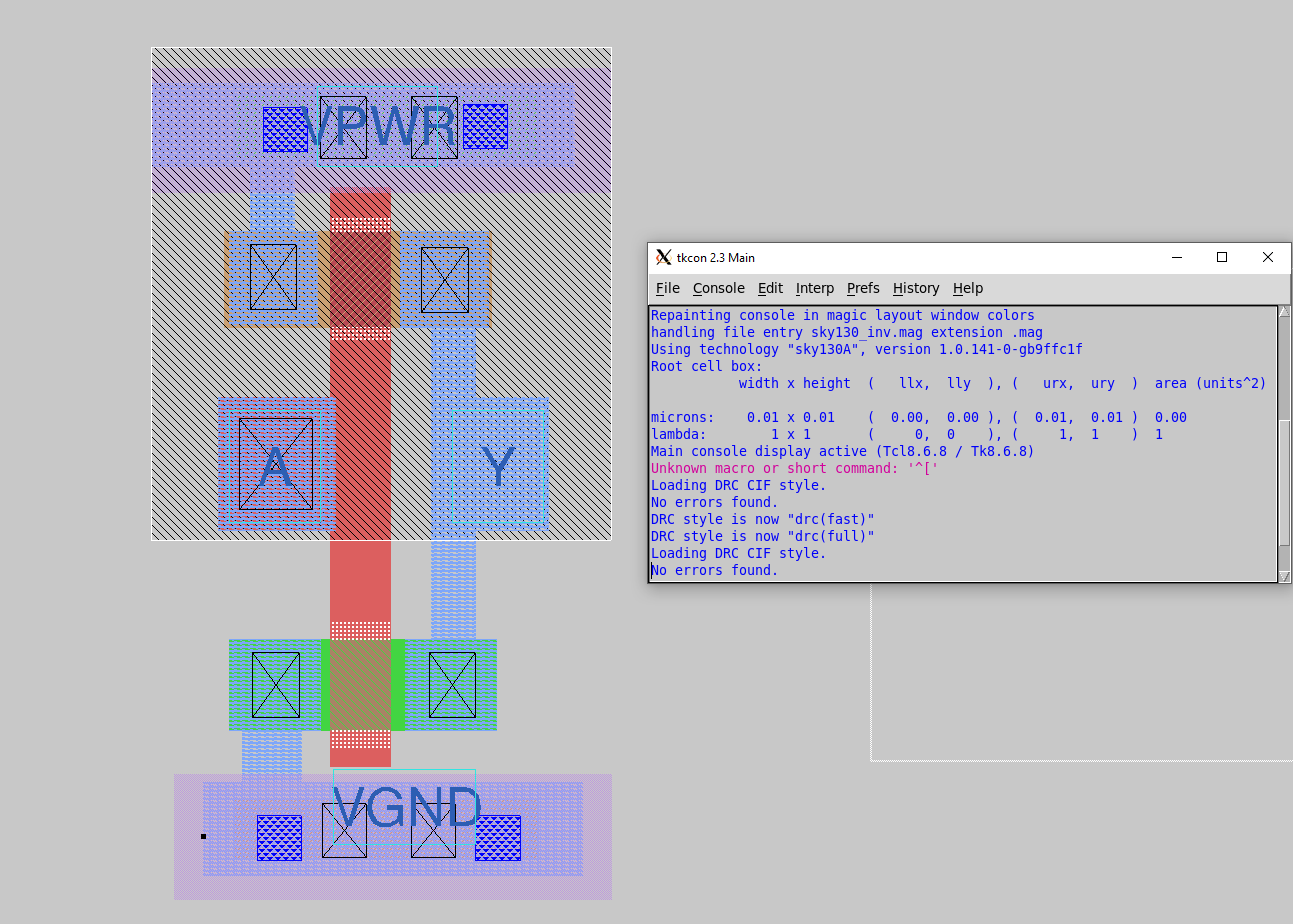 VPWR
A
Y
VGND
tkcon 2.3 Main
File Console Edit Interp Prefs History Help
Repainting console in magic layout window colors
handling file entry sky130_inv.mag extension .mag
Using technology "sky130A", version 1.0.141-0-gb9ffc1f
Root cell box:
width x height ( llx, lly ), ( urx, ury ) area (units^2)
microns: 0.01 x 0.01 ( 0.00, 0.00 ), ( 0.01, 0.01 ) 0.00
lambda: 1 x 1 ( 0, 0 ), ( 1, 1 ) 1
Main console display active (Tcl8.6.8 / Tk8.6.8)
Unknown macro or short command: '^['
Loading DRC CIF style.
No errors found.
DRC style is now "drc(fast)"
DRC style is now "drc(full)"
Loading DRC CIF style.
No errors found.